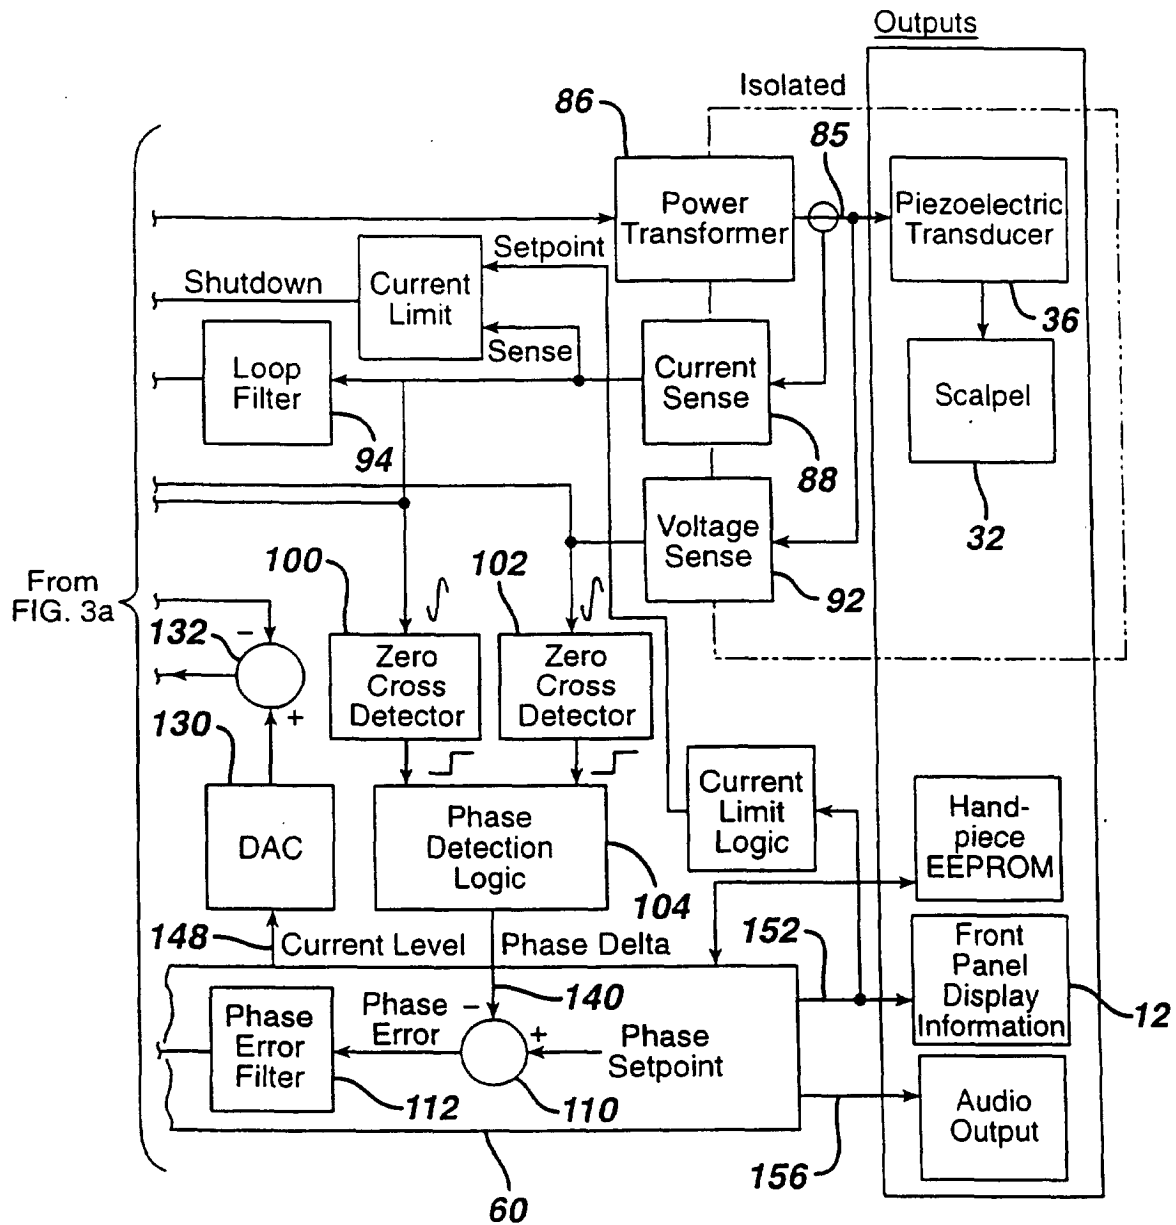 Outputs
Isolated
86
85
Power
Transformer
Piezoelectric
Transducer
Setpoint
Shutdown
Current
Limit
Sense
36
Loop
Filter
Current
Sense
Scalpel
94
88
Voltage
Sense
32
100
102
92
From
FIG. 3a
132
−
+
Zero
Cross
Detector
Zero
Cross
Detector
130
Current
Limit
Logic
Hand-
piece
EEPROM
DAC
Phase
Detection
Logic
104
148
Current Level
Phase Delta
152
Front
Panel
Display
Information
12
140
−
Phase
Error
Filter
Phase
Error
+
Phase
Setpoint
112
110
Audio
Output
156
60